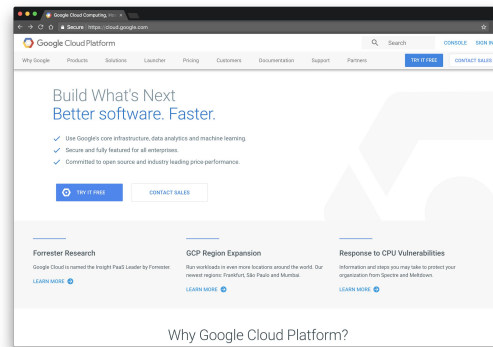 Google Cloud Computing, Hos
Secure https://cloud.google.com
Google Cloud Platform
Search
CONSOLE
SIGN IN
Why Google Products Solutions Launcher Pricing Customers Documentation Support Partners
TRY IT FREE
CONTACT SALES
Build What's Next
Better software. Faster.
Use Google's core infrastructure, data analytics and machine learning.
Secure and fully featured for all enterprises.
Committed to open source and industry leading price-performance.
TRY IT FREE
CONTACT SALES
Forrester Research
Google Cloud is named the Insight PaaS Leader by Forrester.
LEARN MORE
GCP Region Expansion
Run workloads in even more locations around the world. Our
newest regions: Frankfurt, São Paulo and Mumbai.
LEARN MORE
Response to CPU Vulnerabilities
Information and steps you may take to protect your
organization from Spectre and Meltdown.
LEARN MORE
Why Google Cloud Platform?